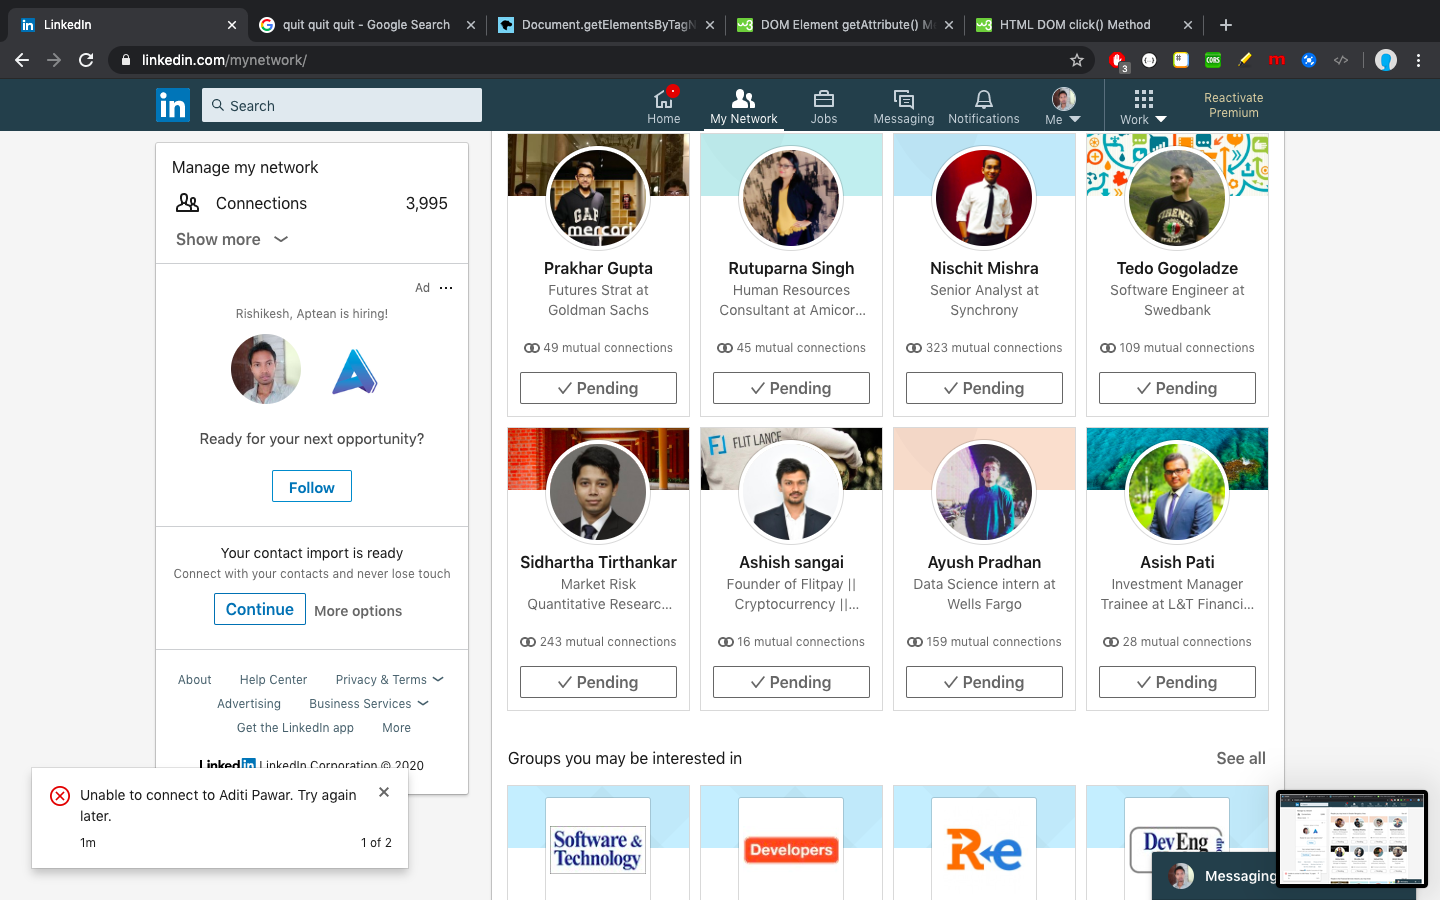 LinkedIn
quit quit quit - Google Search
Document.getElementsByTagN
DOM Element getAttribute() M
HTML DOM click() Method
linkedin.com/mynetwork/
3
CORS
m
in
Search
Home
My Network
Jobs
Messaging
Notifications
Me
Work
Reactivate
Premium
Manage my network
Connections
3,995
Show more
Ad
Rishikesh, Aptean is hiring!
Ready for your next opportunity?
Follow
Your contact import is ready
Connect with your contacts and never lose touch
Continue
More options
About
Help Center
Privacy & Terms
Advertising
Business Services
Get the LinkedIn app
More
LinkedIn LinkedIn Corporation © 2020
Unable to connect to Aditi Pawar. Try again
later.
1m
1 of 2
GAP
mercari
Prakhar Gupta
Futures Strat at
Goldman Sachs
49 mutual connections
Pending
Rutuparna Singh
Human Resources
Consultant at Amicor...
45 mutual connections
Pending
Nischit Mishra
Senior Analyst at
Synchrony
323 mutual connections
Pending
FIRENZE
ITALIA
Tedo Gogoladze
Software Engineer at
Swedbank
109 mutual connections
Pending
Sidhartha Tirthankar
Market Risk
Quantitative Researc...
243 mutual connections
Pending
FLIT LANCE
Ashish sangai
Founder of Flitpay ||
Cryptocurrency ||...
16 mutual connections
Pending
Ayush Pradhan
Data Science intern at
Wells Fargo
159 mutual connections
Pending
Asish Pati
Investment Manager
Trainee at L&T Financi...
28 mutual connections
Pending
Groups you may be interested in
See all
Software &
Technology
Developers
R e
DevEng
Messaging